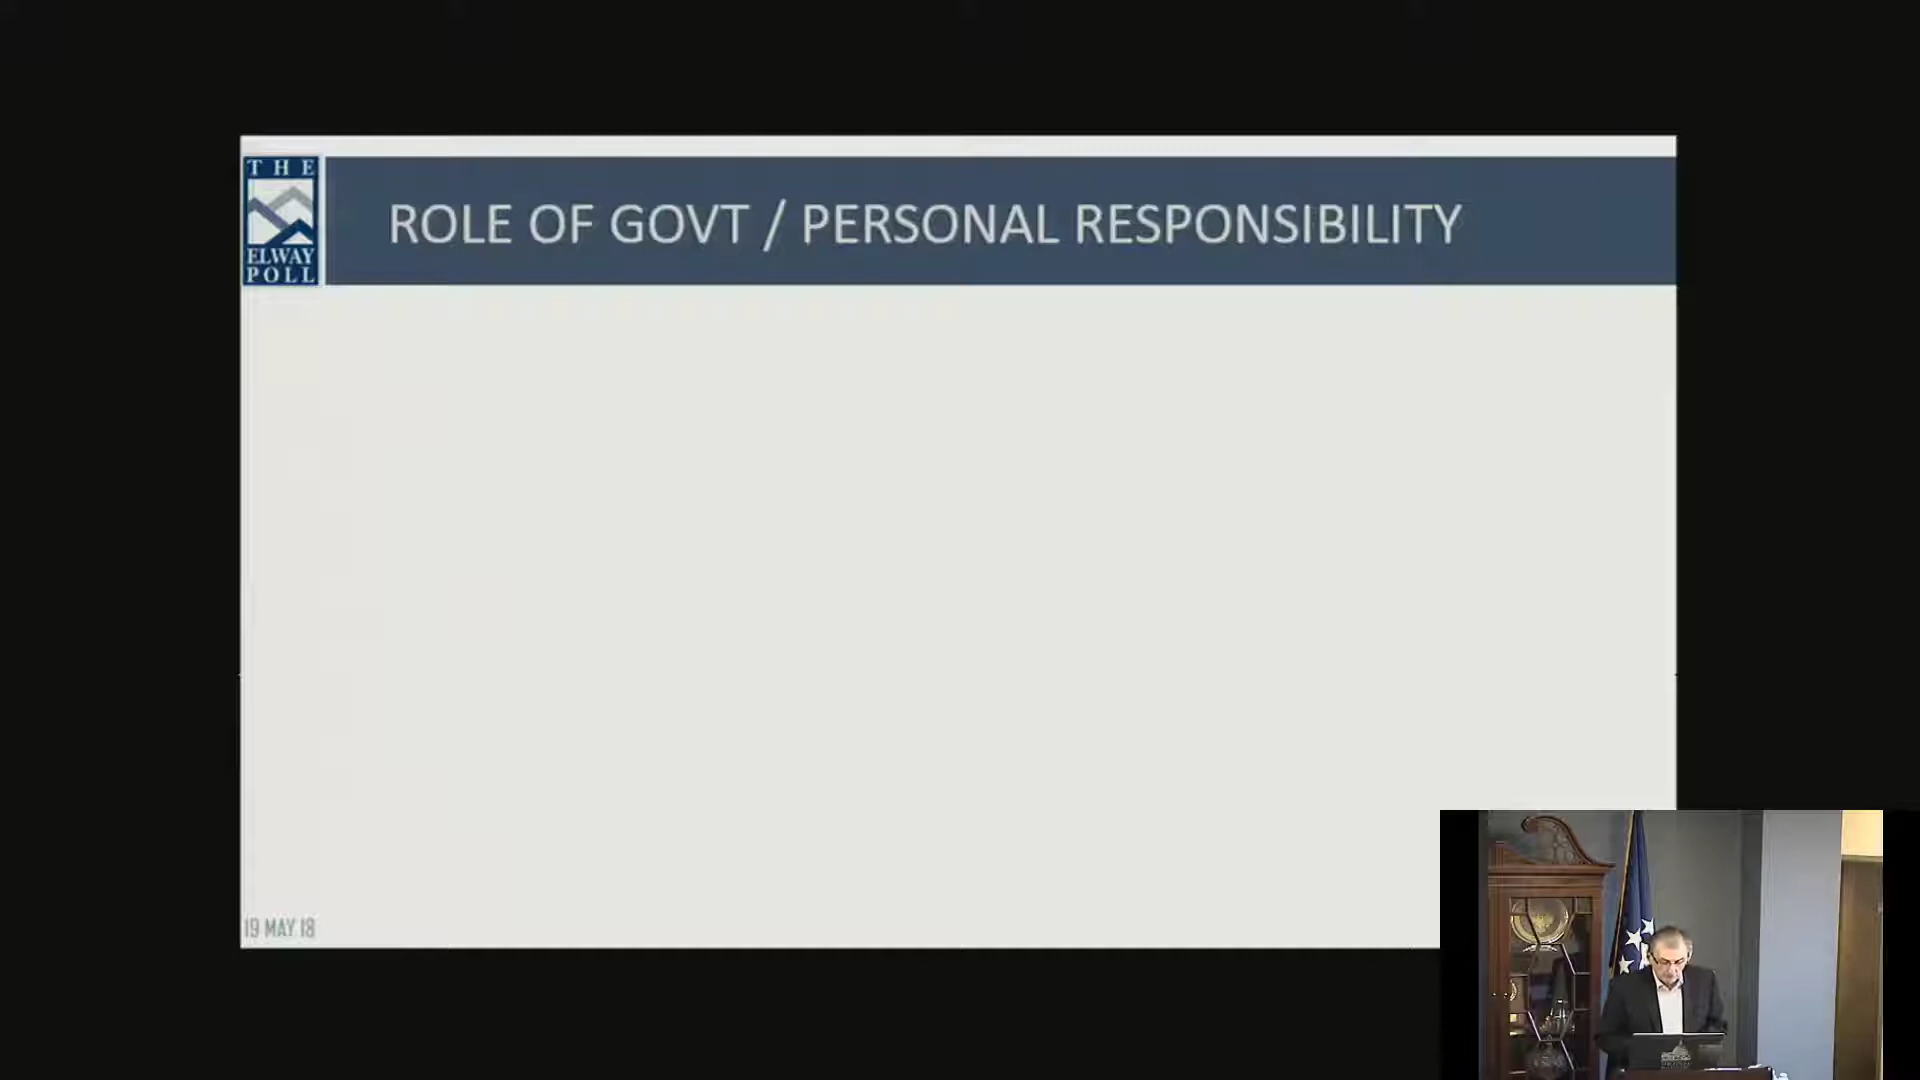 THE
ELWAY
POLL
ROLE OF GOVT / PERSONAL RESPONSIBILITY
19 MAY 18